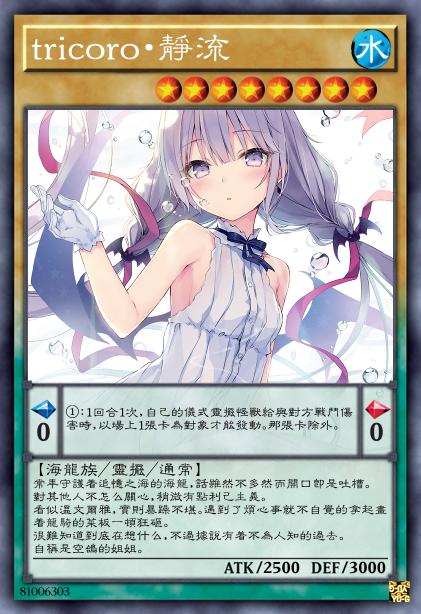 tricoro・靜流
水
0
①：1回合1次，自己的儀式靈擺怪獸給與對方戰鬥傷
害時，以場上1張卡為對象才能發動。那張卡除外。
0
【海龍族／靈擺／通常】
常年守護着追憶之海的海龍，話雖然不多然而開口即是吐槽。
對其他人不怎么關心，稍微有點利已主義。
看似温文爾雅，實則暴躁不堪。遇到了煩心事就不自覺的拿起畫
着龍騎的菜板一頓狂砸。
很難知道到底在想什么，不過據說有着不為人知的過去。
自稱是空鴿的姐姐。
ATK/2500 DEF/3000
81006303